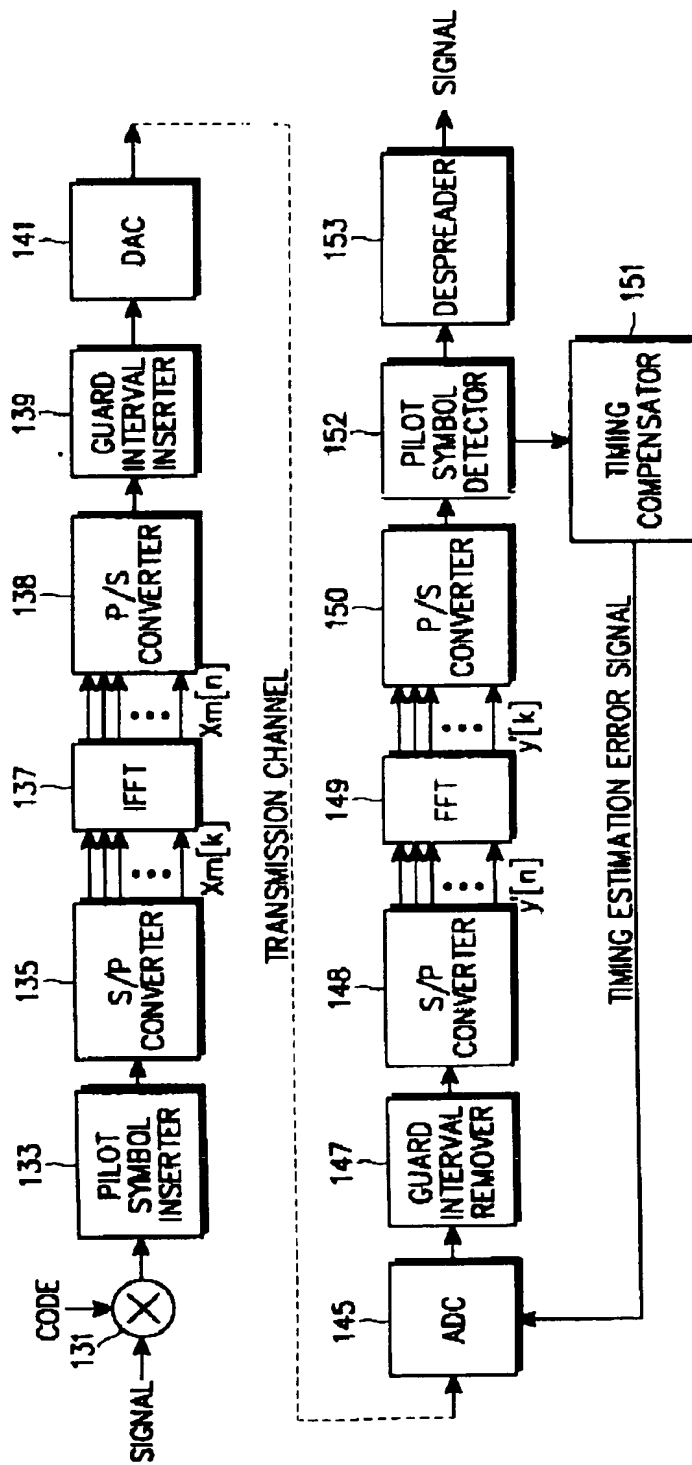 SIGNAL
CODE
131
133
PILOT
SYMBOL
INSERTER
135
S/P
CONVERTER
Xm[k]
137
IFFT
Xm[n]
138
P/S
CONVERTER
139
GUARD
INTERVAL
INSERTER
141
DAC
TRANSMISSION CHANNEL
145
ADC
147
GUARD
INTERVAL
REMOVER
148
S/P
CONVERTER
y'[n]
149
FFT
y'[k]
150
P/S
CONVERTER
152
PILOT
SYMBOL
DETECTOR
153
DESPREADER
SIGNAL
151
TIMING
COMPENSATOR
TIMING ESTIMATION ERROR SIGNAL